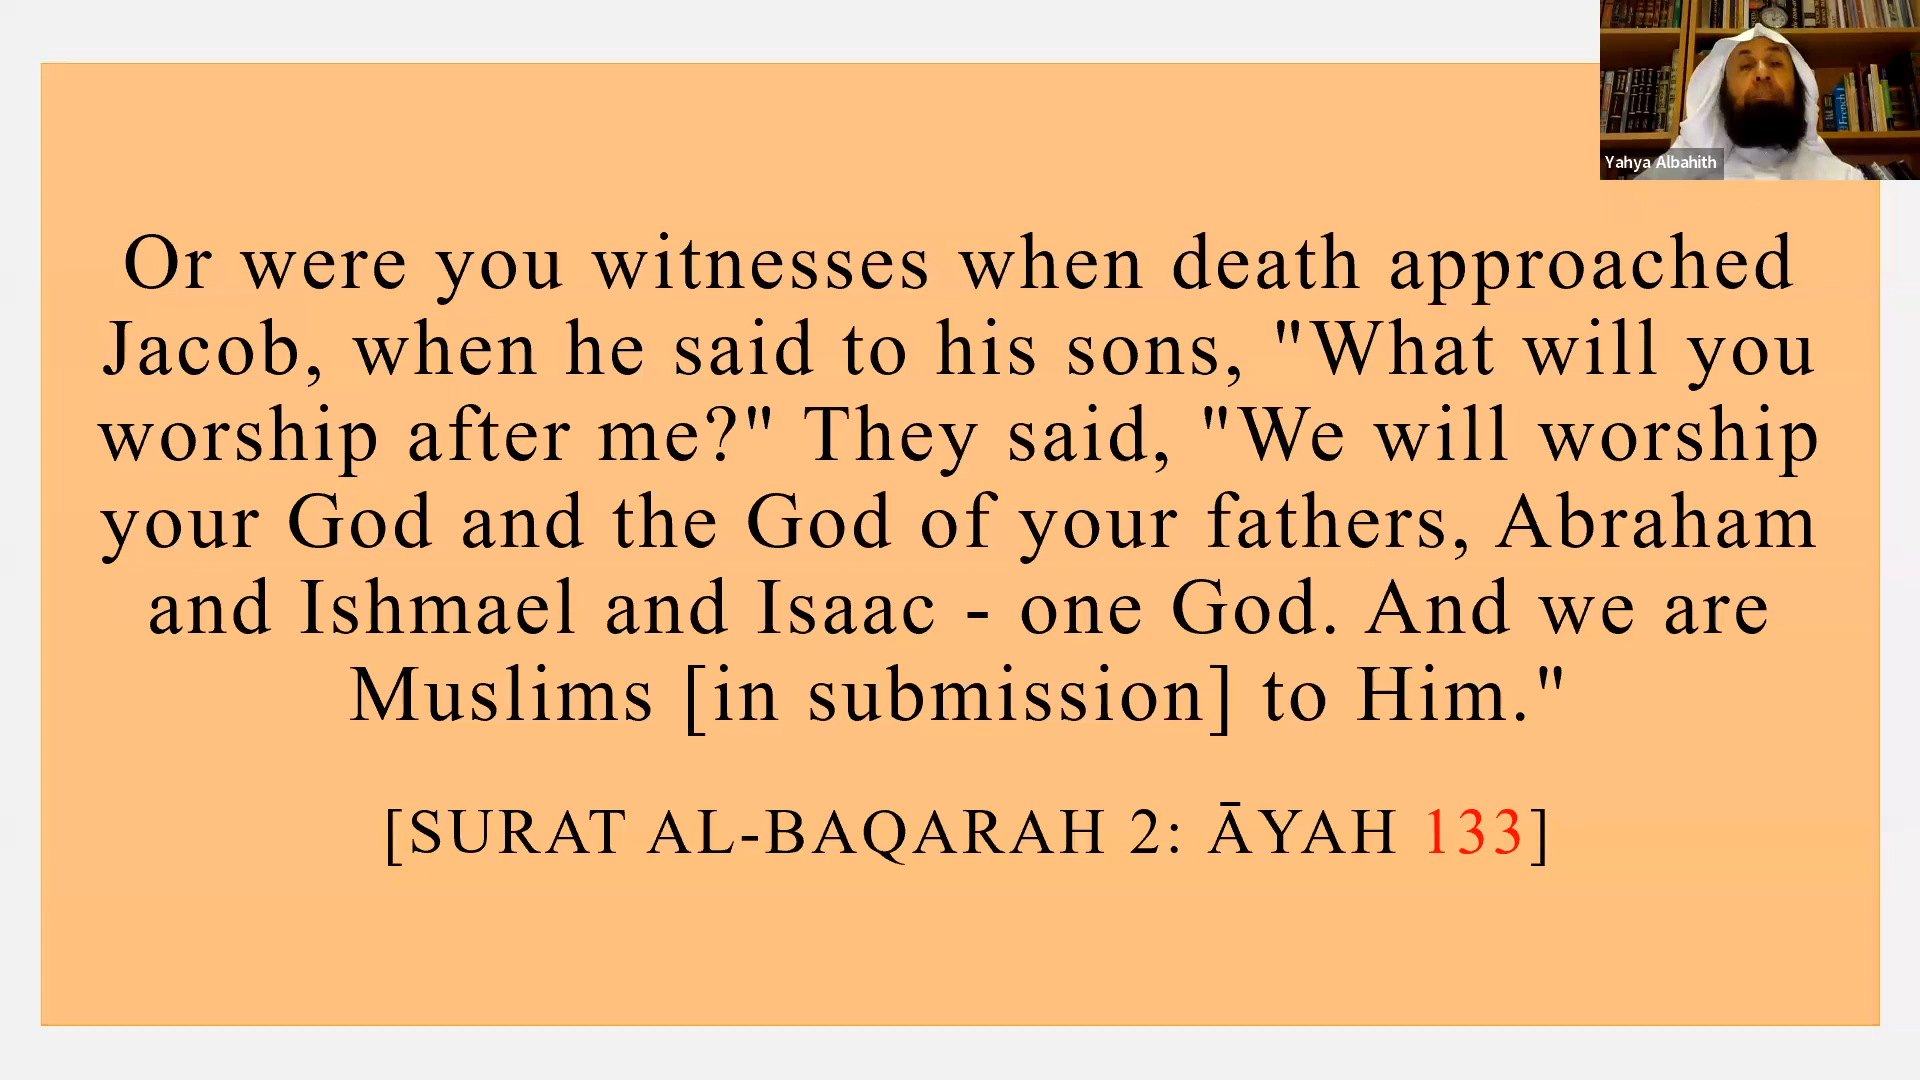 Or were you witnesses when death approached
Jacob, when he said to his sons, "What will you
worship after me?" They said, "We will worship
your God and the God of your fathers, Abraham
and Ishmael and Isaac - one God. And we are
Muslims [in submission] to Him."
[SURAT AL-BAQARAH 2: ĀYAH 133]
French
Yahya Albahith